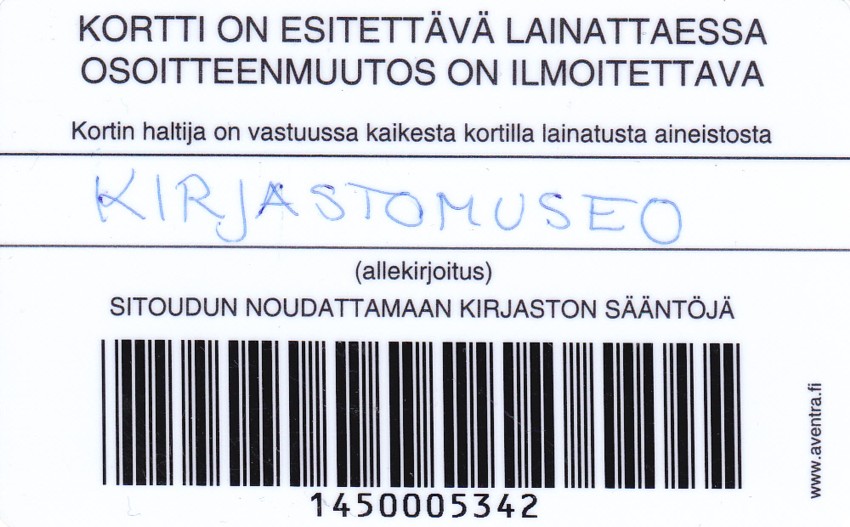 KORTTI ON ESITETTÄVÄ LAINATTAESSA
OSOITTEENMUUTOS ON ILMOITETTAVA
Kortin haltija on vastuussa kaikesta kortilla lainatusta aineistosta
KIRJASTOMUSEO
(allekirjoitus)
SITOUDUN NOUDATTAMAAN KIRJASTON SÄÄNTÖJÄ
1450005342
www.aventra.fi